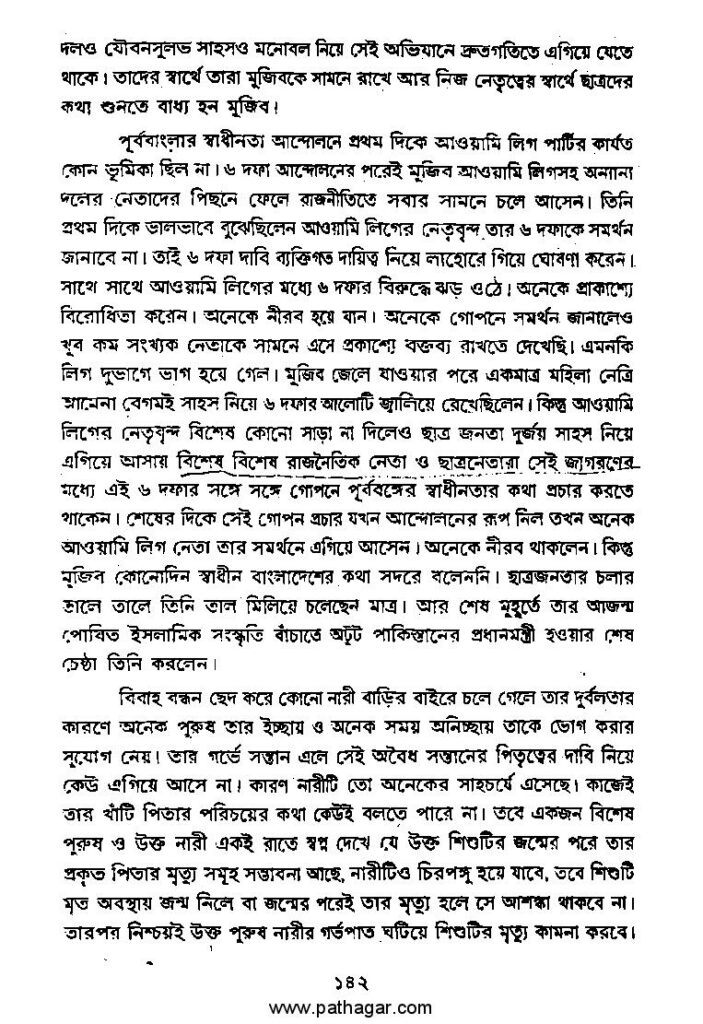 দলও যৌবনসুলভ সাহসও মনোবল নিয়ে সেই অভিযানে দ্রুতগতিতে এগিয়ে যেতে
থাকে। তাদের স্বার্থে তারা মুজিবকে সামনে রাখে আর নিজ নেতৃত্বের স্বার্থে ছাত্রদের
কথা শুনতে বাধ্য হন মুজিব।
পূর্ববাংলার স্বাধীনতা আন্দোলনে প্রথম দিকে আওয়ামি লিগ পার্টির কার্যত
কোন ভূমিকা ছিল না। ৬ দফা আন্দোলনের পরেই মুজিব আওয়ামি লিগসহ অন্যান্য
দলের নেতাদের পিছনে ফেলে রাজনীতিতে সবার সামনে চলে আসেন। তিনি
প্রথম দিকে ভালভাবে বুঝেছিলেন আওয়ামি লিগের নেতৃবৃন্দ তার ৬ দফাকে সমর্থন
জানাবে না। তাই ৬ দফা দাবি ব্যক্তিগত দায়িত্ব নিয়ে লাহোরে গিয়ে ঘোষণা করেন।
সাথে সাথে আওয়ামি লিগের মধ্যে ৬ দফার বিরুদ্ধে ঝড় ওঠে। অনেকে প্রাকাশ্যে
বিরোধিতা করেন। অনেকে নীরব হয়ে যান। অনেকে গোপনে সমর্থন জানালেও
খুব কম সংখ্যক নেতাকে সামনে এসে প্রকাশ্যে বক্তব্য রাখতে দেখেছি। এমনকি
লিগ দুভাগে ভাগ হয়ে গেল। মুজিব জেলে যাওয়ার পরে একমাত্র মহিলা নেত্রি
আমেনা বেগমই সাহস নিয়ে ৬ দফার আলোটি জ্বালিয়ে রেখেছিলেন। কিন্তু আওয়ামি
লিগের নেতৃবৃন্দ বিশেষ কোনো সাড়া না দিলেও ছাত্র জনতা দুর্জয় সাহস নিয়ে
এগিয়ে আসায় বিশেষ বিশেষ রাজনৈতিক নেতা ও ছাত্রনেতারা সেই জাগরণের
মধ্যে এই ৬ দফার সঙ্গে সঙ্গে গোপনে পূর্ববঙ্গের স্বাধীনতার কথা প্রচার করতে
থাকেন। শেষের দিকে সেই গোপন প্রচার যখন আন্দোলনের রূপ নিল তখন অনেক
আওয়ামি লিগ নেতা তার সমর্থনে এগিয়ে আসেন। অনেকে নীরব থাকলেন। কিন্তু
মুজিব কোনোদিন স্বাধীন বাংলাদেশের কথা সদরে বলেননি। ছাত্রজনতার চলার
তালে তালে তিনি তাল মিলিয়ে চলেছেন মাত্র। আর শেষ মুহূর্তে তার আজন্ম
পোষিত ইসলামিক সংস্কৃতি বাঁচাতে অটুট পাকিস্তানের প্রধানমন্ত্রী হওয়ার শেষ
চেষ্ঠা তিনি করলেন।
বিবাহ বন্ধন ছেদ করে কোনো নারী বাড়ির বাইরে চলে গেলে তার দুর্বলতার
কারণে অনেক পুরুষ তার ইচ্ছায় ও অনেক সময় অনিচ্ছায় তাকে ভোগ করার
সুযোগ নেয়। তার গর্ভে সন্তান এলে সেই অবৈধ সন্তানের পিতৃত্বের দাবি নিয়ে
কেউ এগিয়ে আসে না। কারণ নারীটি তো অনেকের সাহচর্যে এসেছে। কাজেই
তার খাঁটি পিতার পরিচয়ের কথা কেউই বলতে পারে না। তবে একজন বিশেষ
পুরুষ ও উক্ত নারী একই রাতে স্বপ্ন দেখে যে উক্ত শিশুটির জন্মের পরে তার
প্রকৃত পিতার মৃত্যু সমূহ সম্ভাবনা আছে, নারীটিও চিরপঙ্গু হয়ে যাবে, তবে শিশুটি
মৃত অবস্থায় জন্ম নিলে বা জন্মের পরেই তার মৃত্যু হলে সে আশঙ্কা থাকবে না।
তারপর নিশ্চয়ই উক্ত পুরুষ নারীর গর্ভপাত ঘটিয়ে শিশুটির মৃত্যু কামনা করবে।
১৪২
www.pathagar.com